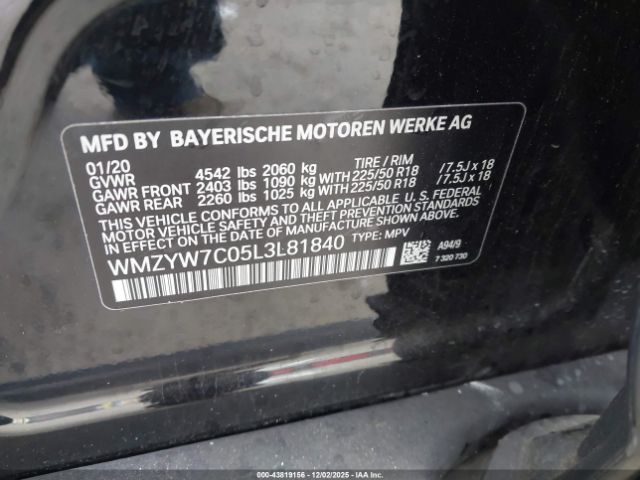 MFD BY BAYERISCHE MOTOREN WERKE AG
01/20 TIRE / RIM
GVWR 4542 lbs 2060 kg
GAWR FRONT 2403 lbs 1090 kg WITH 225/50 R18 /7.5J x 18
GAWR REAR 2260 lbs 1025 kg WITH 225/50 R18 /7.5J x 18
THIS VEHICLE CONFORMS TO ALL APPLICABLE U. S. FEDERAL
MOTOR VEHICLE SAFETY AND THEFT PREVENTION STANDARDS
IN EFFECT ON THE DATE OF MANUFACTURE SHOWN ABOVE.
WMZYW7C05L3L81840 TYPE: MPV
A94/9
7 320 730
00-43819156 - 12/02/2025 - IAAI.com